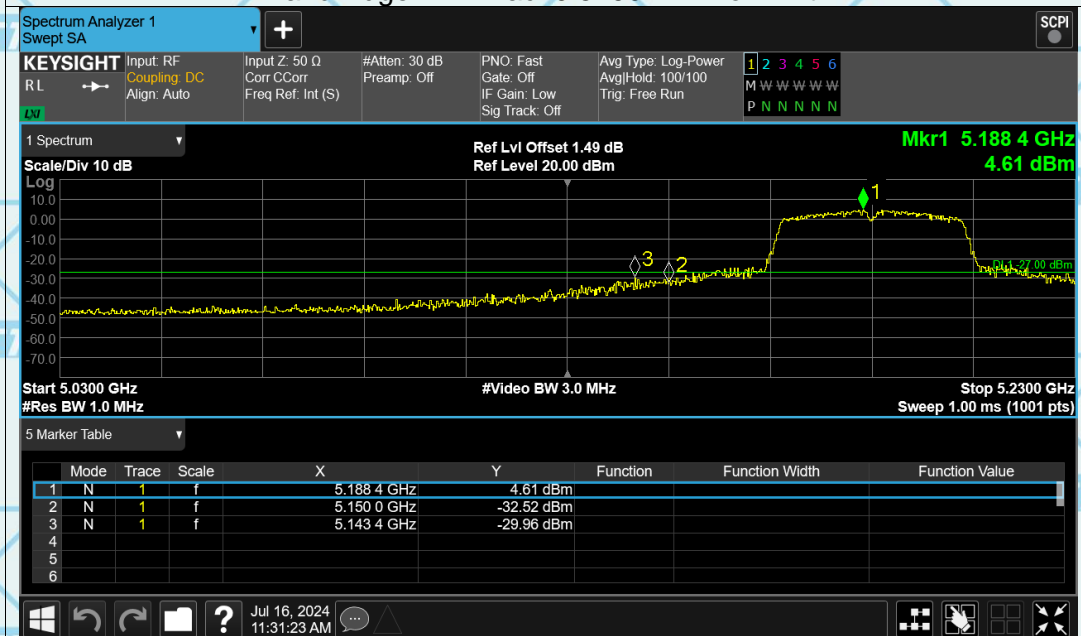 Spectrum Analyzer 1
Swept SA
+
SCPI
KEYSIGHT
RL
LXI
Input: RF
Coupling: DC
Align: Auto
Input Z: 50 Ω
Corr CCorr
Freq Ref: Int (S)
#Atten: 30 dB
Preamp: Off
PNO: Fast
Gate: Off
IF Gain: Low
Sig Track: Off
Avg Type: Log-Power
Avg|Hold: 100/100
Trig: Free Run
1 2 3 4 5 6
M W W W W W
P N N N N N
1 Spectrum
Scale/Div 10 dB
Ref Lvl Offset 1.49 dB
Ref Level 20.00 dBm
Mkr1 5.188 4 GHz
4.61 dBm
Log
10.0
0.00
-10.0
-20.0
-30.0
-40.0
-50.0
-60.0
-70.0
1
2
3
DL1 -27.00 dBm
Start 5.0300 GHz
#Video BW 3.0 MHz
Stop 5.2300 GHz
#Res BW 1.0 MHz
Sweep 1.00 ms (1001 pts)
5 Marker Table
Mode Trace Scale X Y Function Function Width Function Value
1 N 1 f 5.188 4 GHz 4.61 dBm
2 N 1 f 5.150 0 GHz -32.52 dBm
3 N 1 f 5.143 4 GHz -29.96 dBm
4
5
6
?
Jul 16, 2024
11:31:23 AM